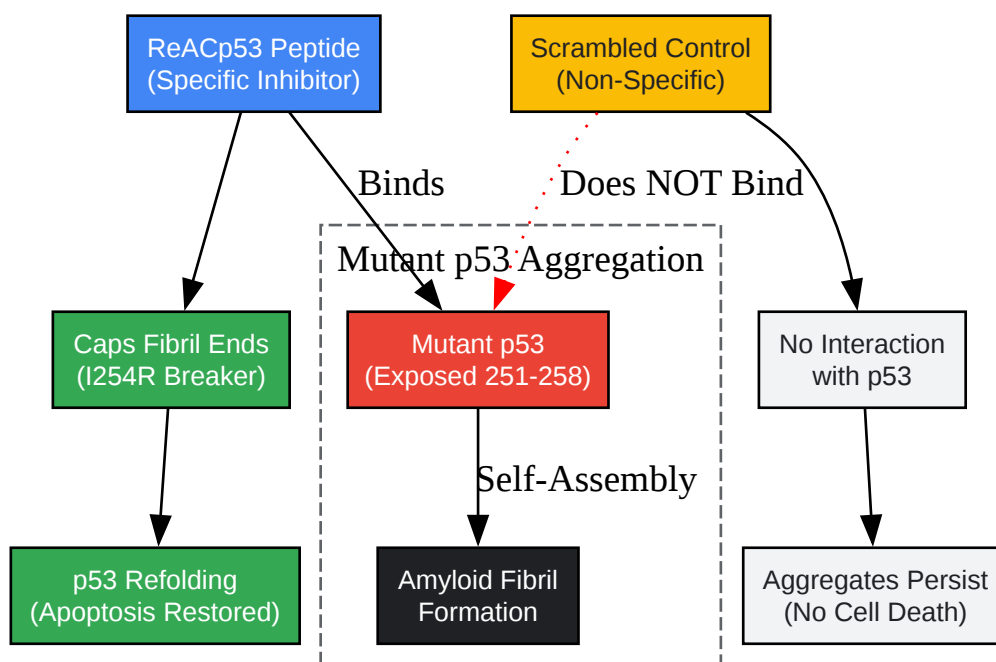 ReACp53 Peptide
(Specific Inhibitor)
Scrambled Control
(Non-Specific)
Binds
Does NOT Bind
Mutant p53 Aggregation
Caps Fibril Ends
(I254R Breaker)
Mutant p53
(Exposed 251-258)
No Interaction
with p53
Self-Assembly
p53 Refolding
(Apoptosis Restored)
Amyloid Fibril
Formation
Aggregates Persist
(No Cell Death)